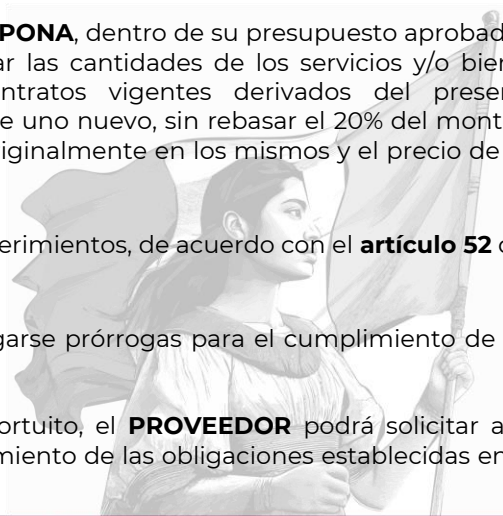 PONA, dentro de su presupuesto aprobad
ar las cantidades de los servicios y/o bien
ntratos vigentes derivados del presen
e uno nuevo, sin rebasar el 20% del mont
riginalmente en los mismos y el precio de
erimientos, de acuerdo con el artículo 52
garse prórrogas para el cumplimiento de
ortuito, el PROVEEDOR podrá solicitar a
miento de las obligaciones establecidas en